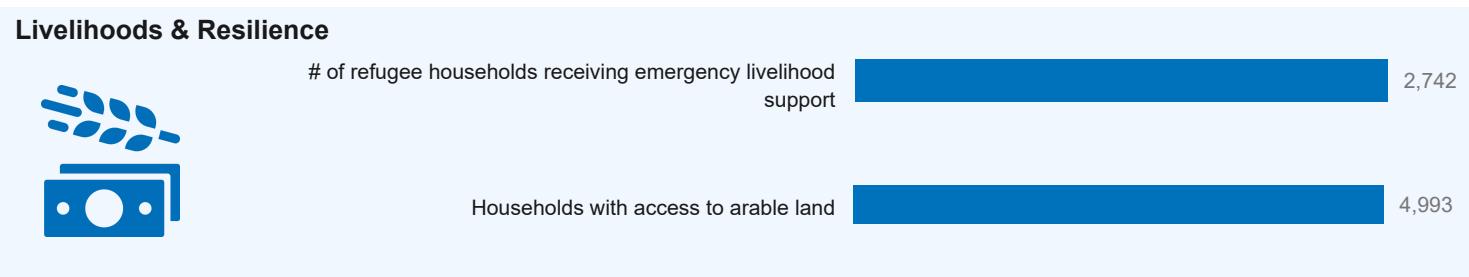 Livelihoods & Resilience
# of refugee households receiving emergency livelihood
support
2,742
Households with access to arable land
4,993